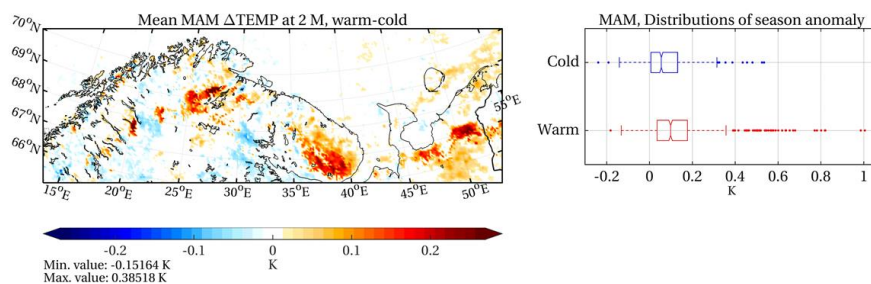 Mean MAM ΔTEMP at 2 M, warm-cold
70°N
69°N
68°N
67°N
66°N
15°E
20°E
25°E
30°E
35°E
40°E
45°E
50°E
55°E
-0.2
-0.1
0
0.1
0.2
K
Min. value: -0.15164 K
Max. value: 0.38518 K
MAM, Distributions of season anomaly
Cold
Warm
-0.2
0
0.2
0.4
0.6
0.8
1
K